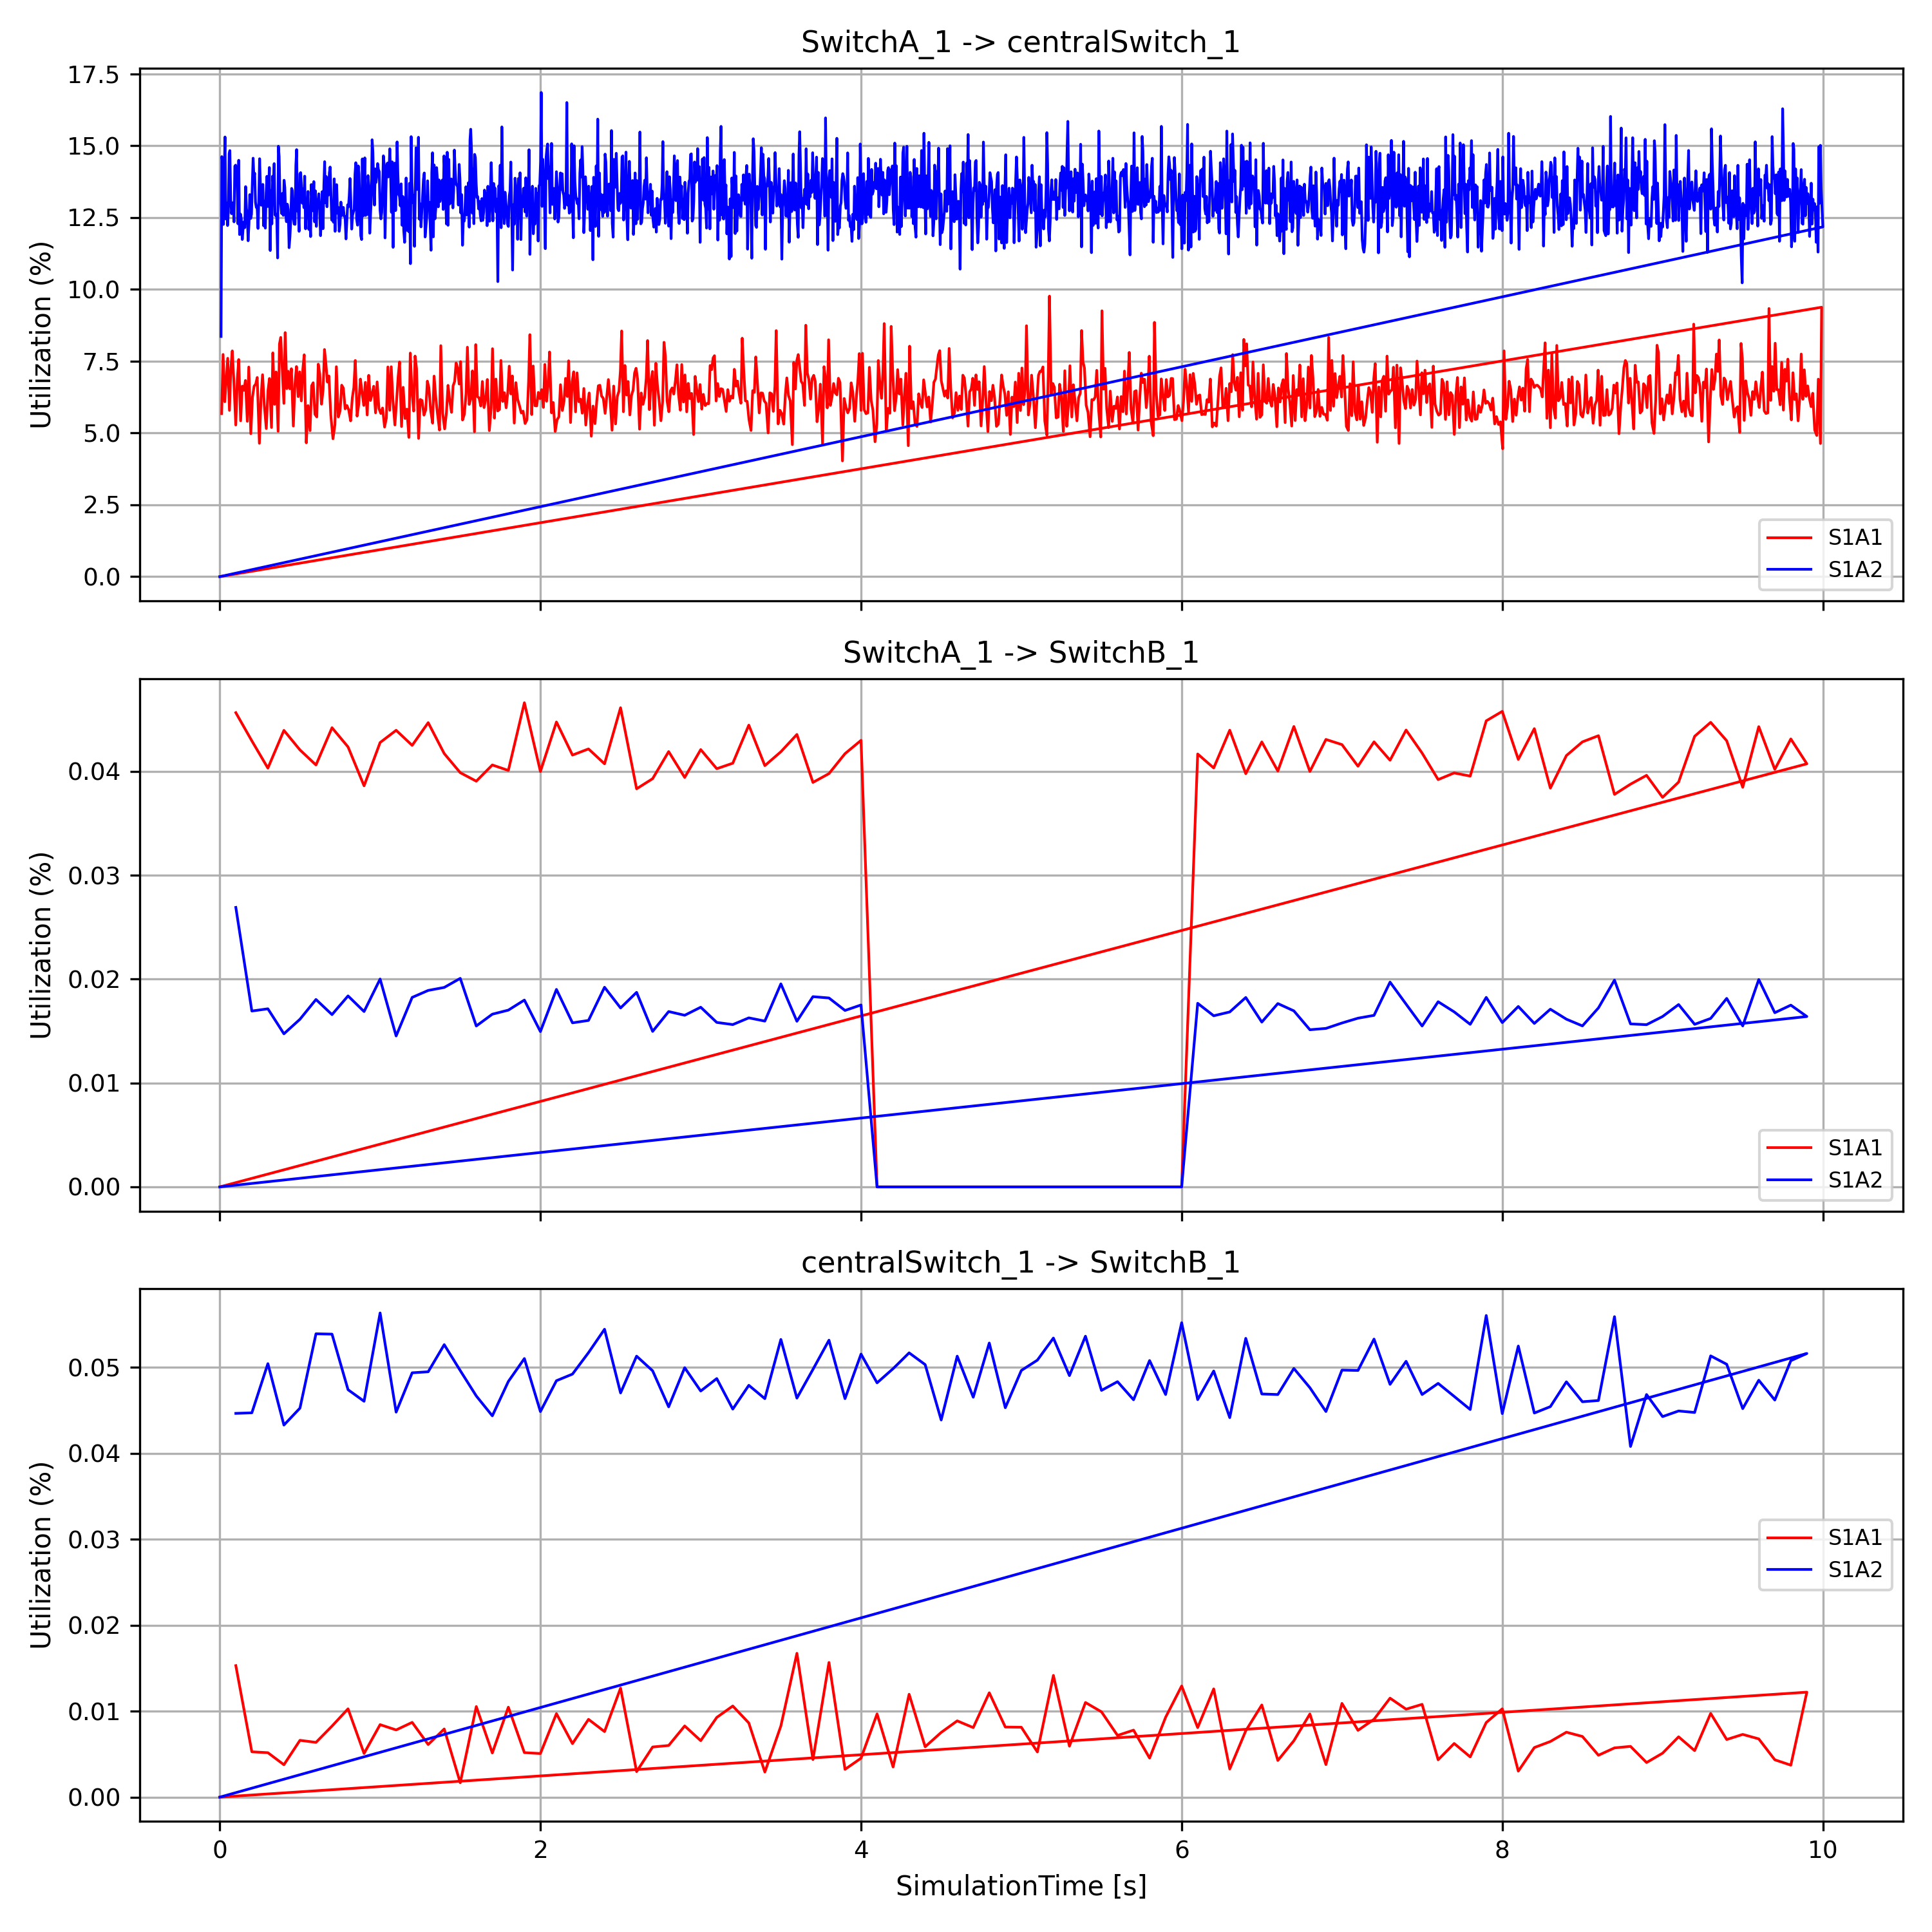 SwitchA_1 -> centralSwitch_1
17.5
15.0
12.5
10.0
7.5
5.0
2.5
0.0
Utilization (%)
S1A1
S1A2
SwitchA_1 -> SwitchB_1
0.04
0.03
0.02
0.01
0.00
Utilization (%)
S1A1
S1A2
centralSwitch_1 -> SwitchB_1
0.05
0.04
0.03
0.02
0.01
0.00
Utilization (%)
S1A1
S1A2
0 2 4 6 8 10
SimulationTime [s]